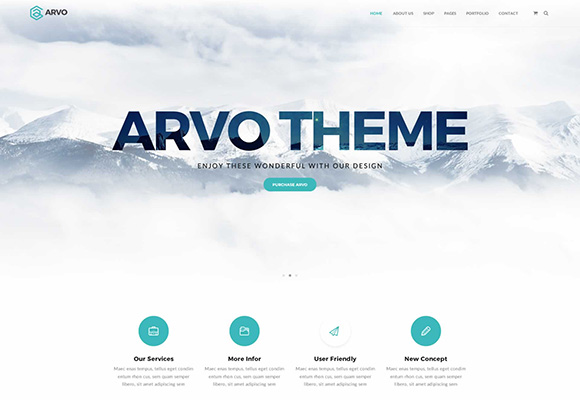 ARVO
HOME ABOUT US SHOP PAGES PORTFOLIO CONTACT
ARVO THEME
ENJOY THESE WONDERFUL WITH OUR DESIGN
PURCHASE ARVO
Our Services
Maec enas tempus, tellus eget condim
entum rhon cus, sem quam semper
libero, sit amet adipiscing sem
More Infor
Maec enas tempus, tellus eget condim
entum rhon cus, sem quam semper
libero, sit amet adipiscing sem
User Friendly
Maec enas tempus, tellus eget condim
entum rhon cus, sem quam semper
libero, sit amet adipiscing sem
New Concept
Maec enas tempus, tellus eget condim
entum rhon cus, sem quam semper
libero, sit amet adipiscing sem